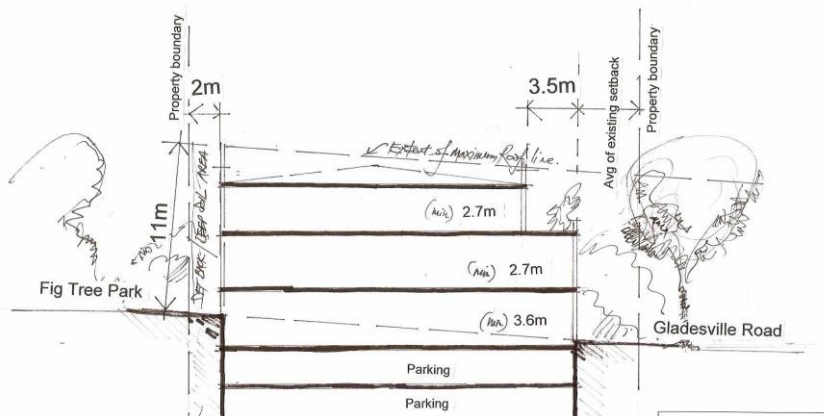 Property boundary
2m
3.5m
Avg of existing setback
Property boundary
Extent of maximum Roof line.
11m
(min) 2.7m
(min) 2.7m
Fig Tree Park
(min) 3.6m
Gladesville Road
Parking
Parking